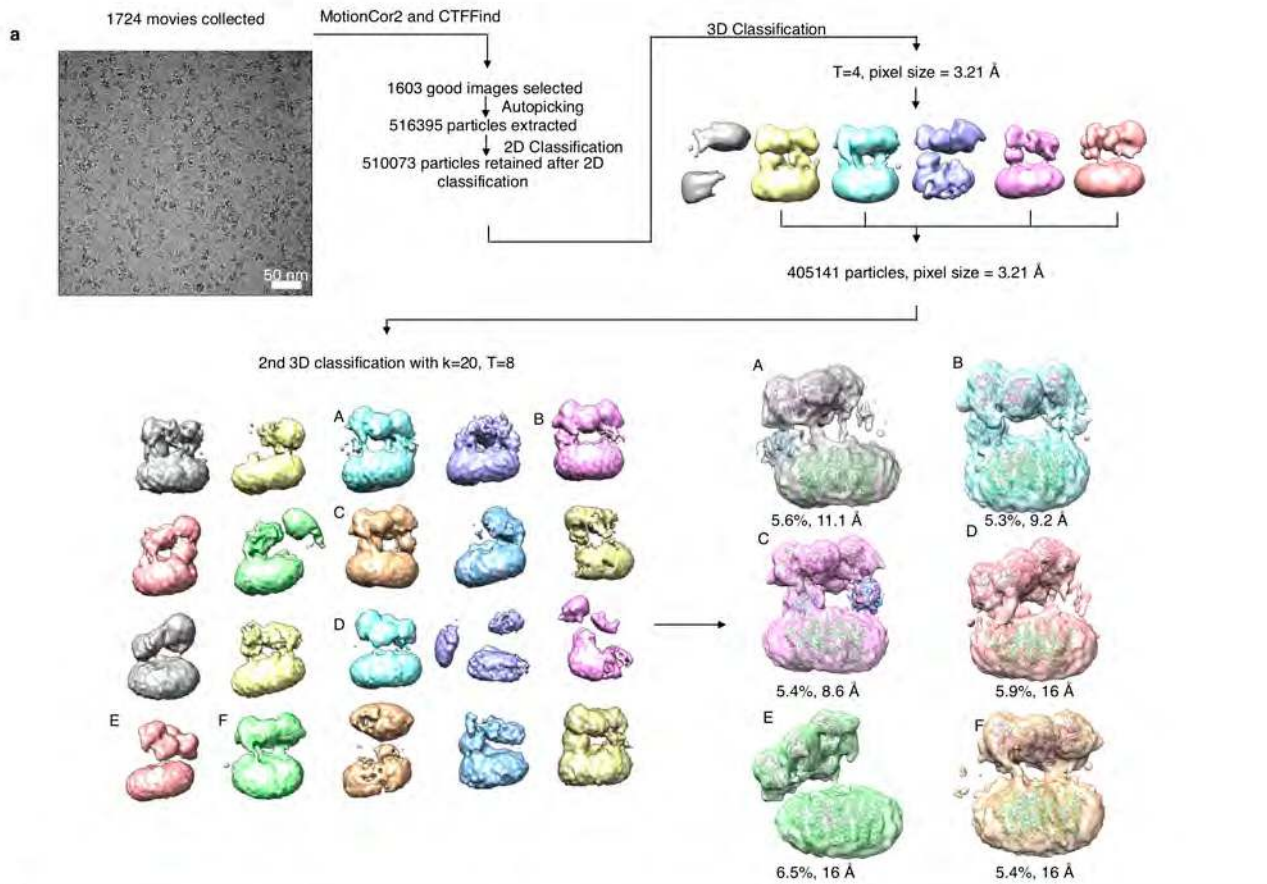 a
1724 movies collected
MotionCor2 and CTFFind
50 nm
1603 good images selected
Autopicking
516395 particles extracted
2D Classification
510073 particles retained after 2D
classification
3D Classification
T=4, pixel size = 3.21 Å
405141 particles, pixel size = 3.21 Å
2nd 3D classification with k=20, T=8
A
B
C
D
E
F
A
B
5.6%, 11.1 Å
5.3%, 9.2 Å
C
D
5.4%, 8.6 Å
5.9%, 16 Å
E
F
6.5%, 16 Å
5.4%, 16 Å